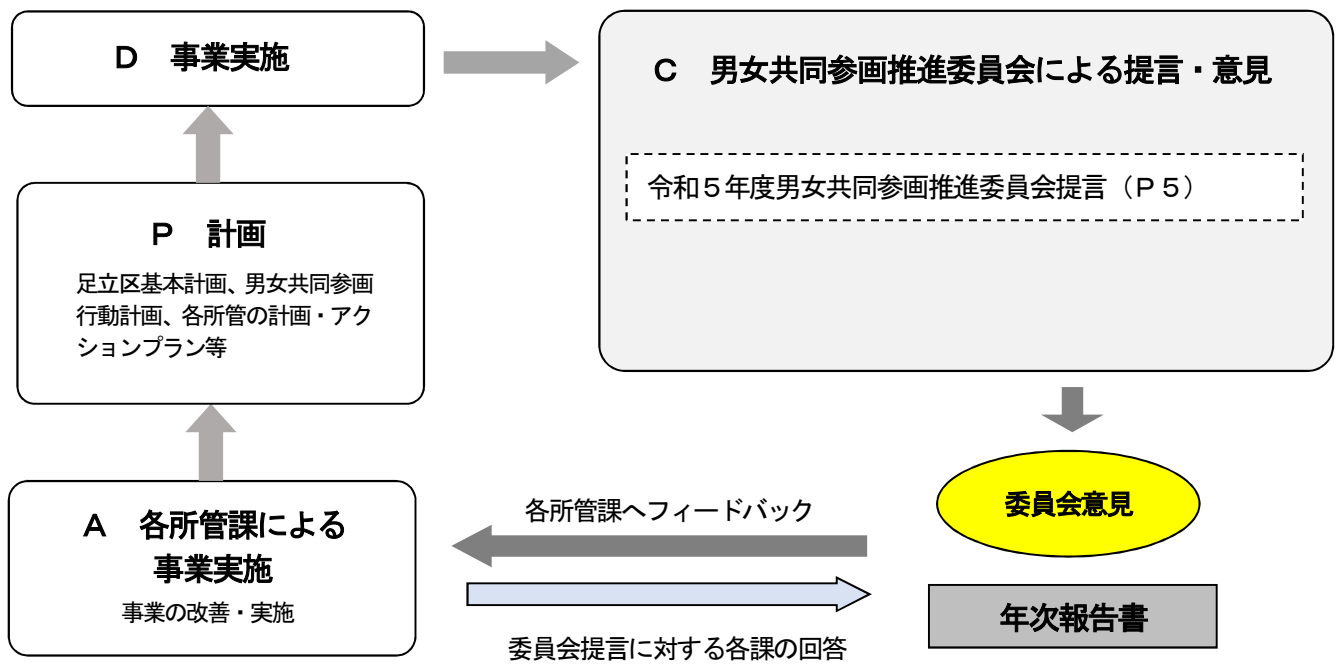 D 事業実施
C 男女共同参画推進委員会による提言・意見
令和5年度男女共同参画推進委員会提言(P5)
P 計画
足立区基本計画、男女共同参画
行動計画、各所管の計画・アク
ションプラン等
A 各所管課による
事業実施
事業の改善・実施
各所管課へフィードバック
委員会提言に対する各課の回答
委員会意見
年次報告書